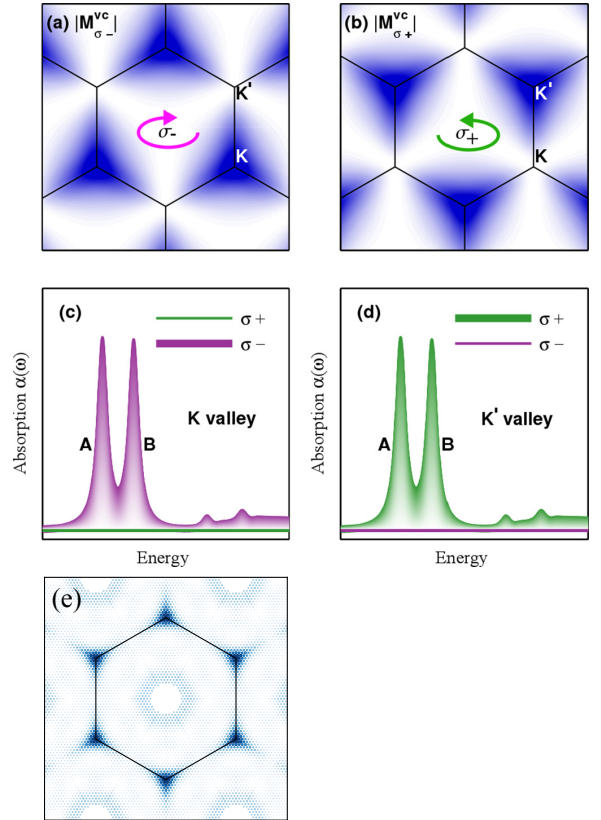 (a) |M^vc_σ−|
K'
σ-
K
(b) |M^vc_σ+|
K'
σ+
K
(c)
σ +
σ −
A
B
K valley
Absorption α(ω)
Energy
(d)
σ +
σ −
A
B
K' valley
Absorption α(ω)
Energy
(e)